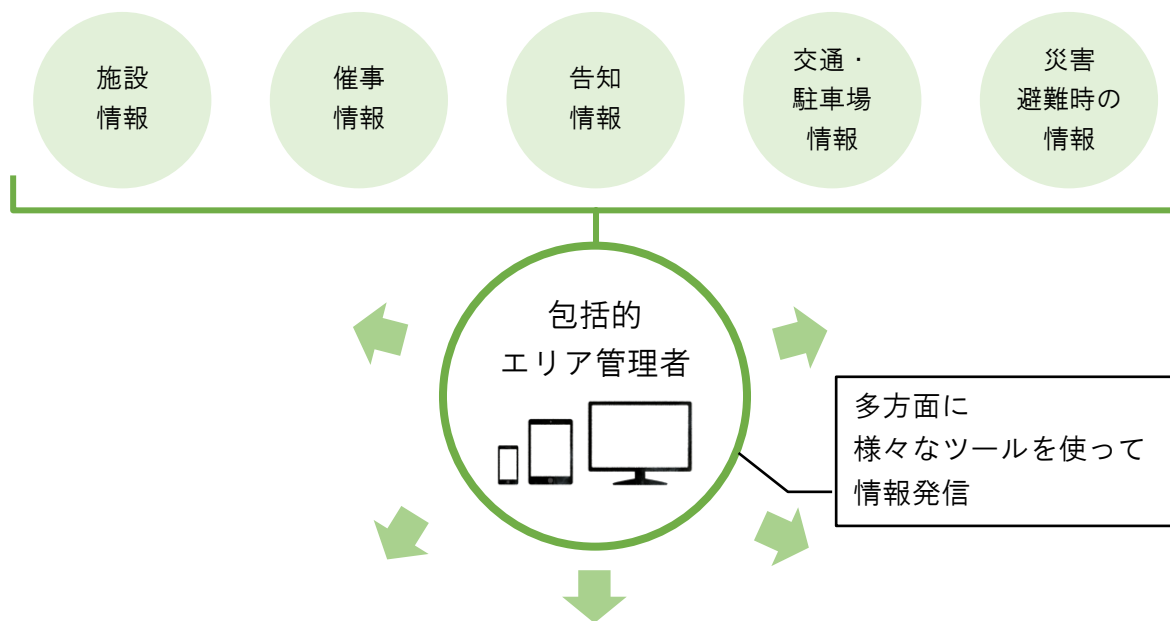 施設
情報
催事
情報
告知
情報
交通・
駐車場
情報
災害
避難時の
情報
包括的
エリア管理者
多方面に
様々なツールを使って
情報発信